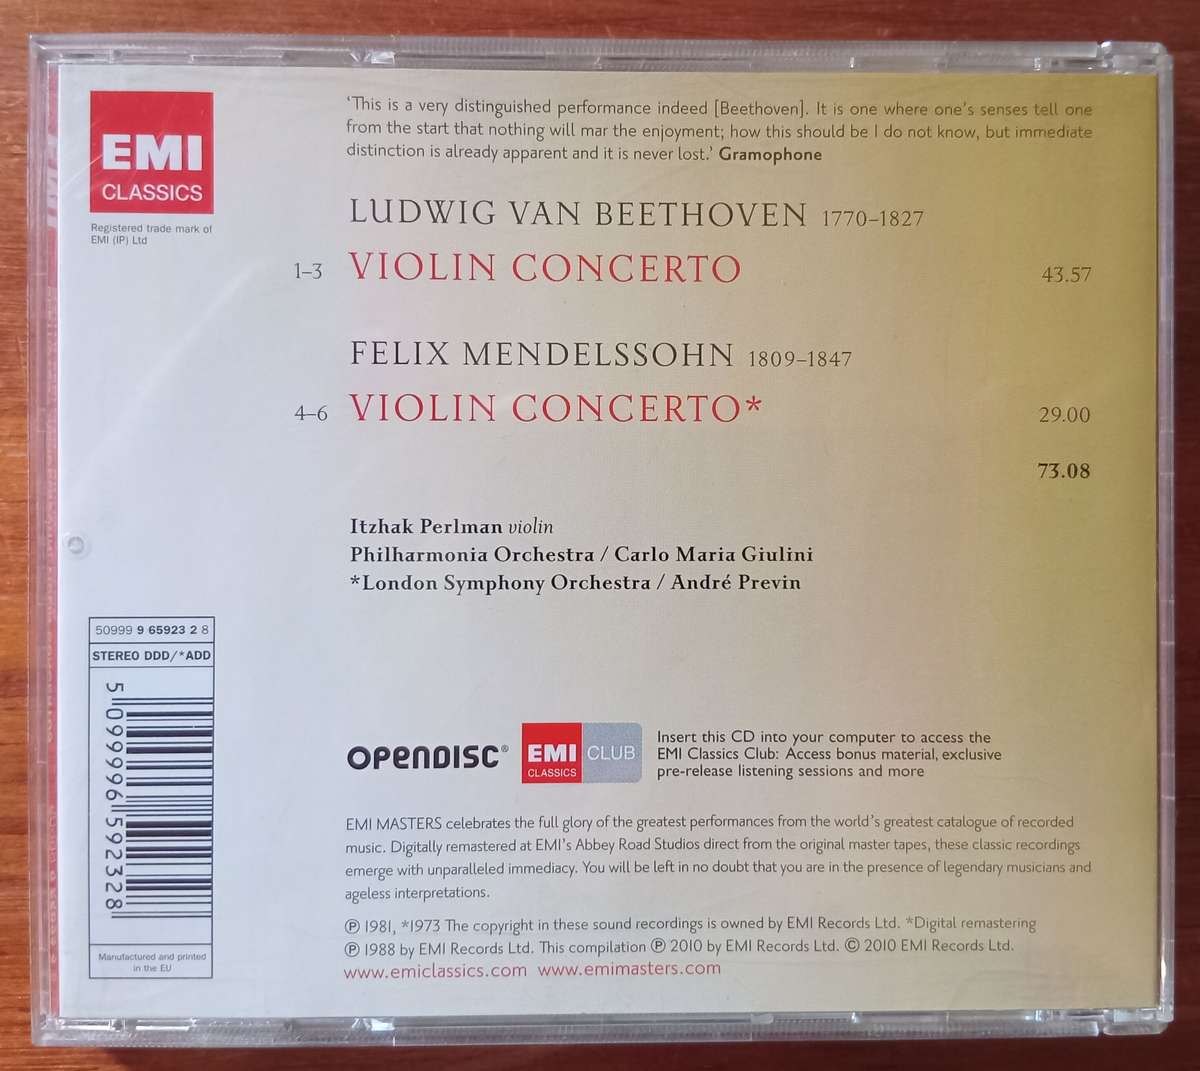 EMI
CLASSICS
Registered trade mark of
EMI (IP) Ltd
'This is a very distinguished performance indeed [Beethoven]. It is one where one's senses tell one
from the start that nothing will mar the enjoyment; how this should be I do not know, but immediate
distinction is already apparent and it is never lost.' Gramophone
LUDWIG VAN BEETHOVEN 1770–1827
1–3 VIOLIN CONCERTO 43.57
FELIX MENDELSSOHN 1809–1847
4–6 VIOLIN CONCERTO* 29.00
73.08
Itzhak Perlman violin
Philharmonia Orchestra / Carlo Maria Giulini
*London Symphony Orchestra / André Previn
50999 9 65923 2 8
STEREO DDD/*ADD
5 099996 592328
Manufactured and printed
in the EU
OPENDISC®
EMI
CLASSICS
CLUB
Insert this CD into your computer to access the
EMI Classics Club: Access bonus material, exclusive
pre-release listening sessions and more
EMI MASTERS celebrates the full glory of the greatest performances from the world's greatest catalogue of recorded
music. Digitally remastered at EMI's Abbey Road Studios direct from the original master tapes, these classic recordings
emerge with unparalleled immediacy. You will be left in no doubt that you are in the presence of legendary musicians and
ageless interpretations.
℗ 1981, *1973 The copyright in these sound recordings is owned by EMI Records Ltd. *Digital remastering
℗ 1988 by EMI Records Ltd. This compilation ℗ 2010 by EMI Records Ltd. © 2010 EMI Records Ltd.
www.emiclassics.com www.emimasters.com